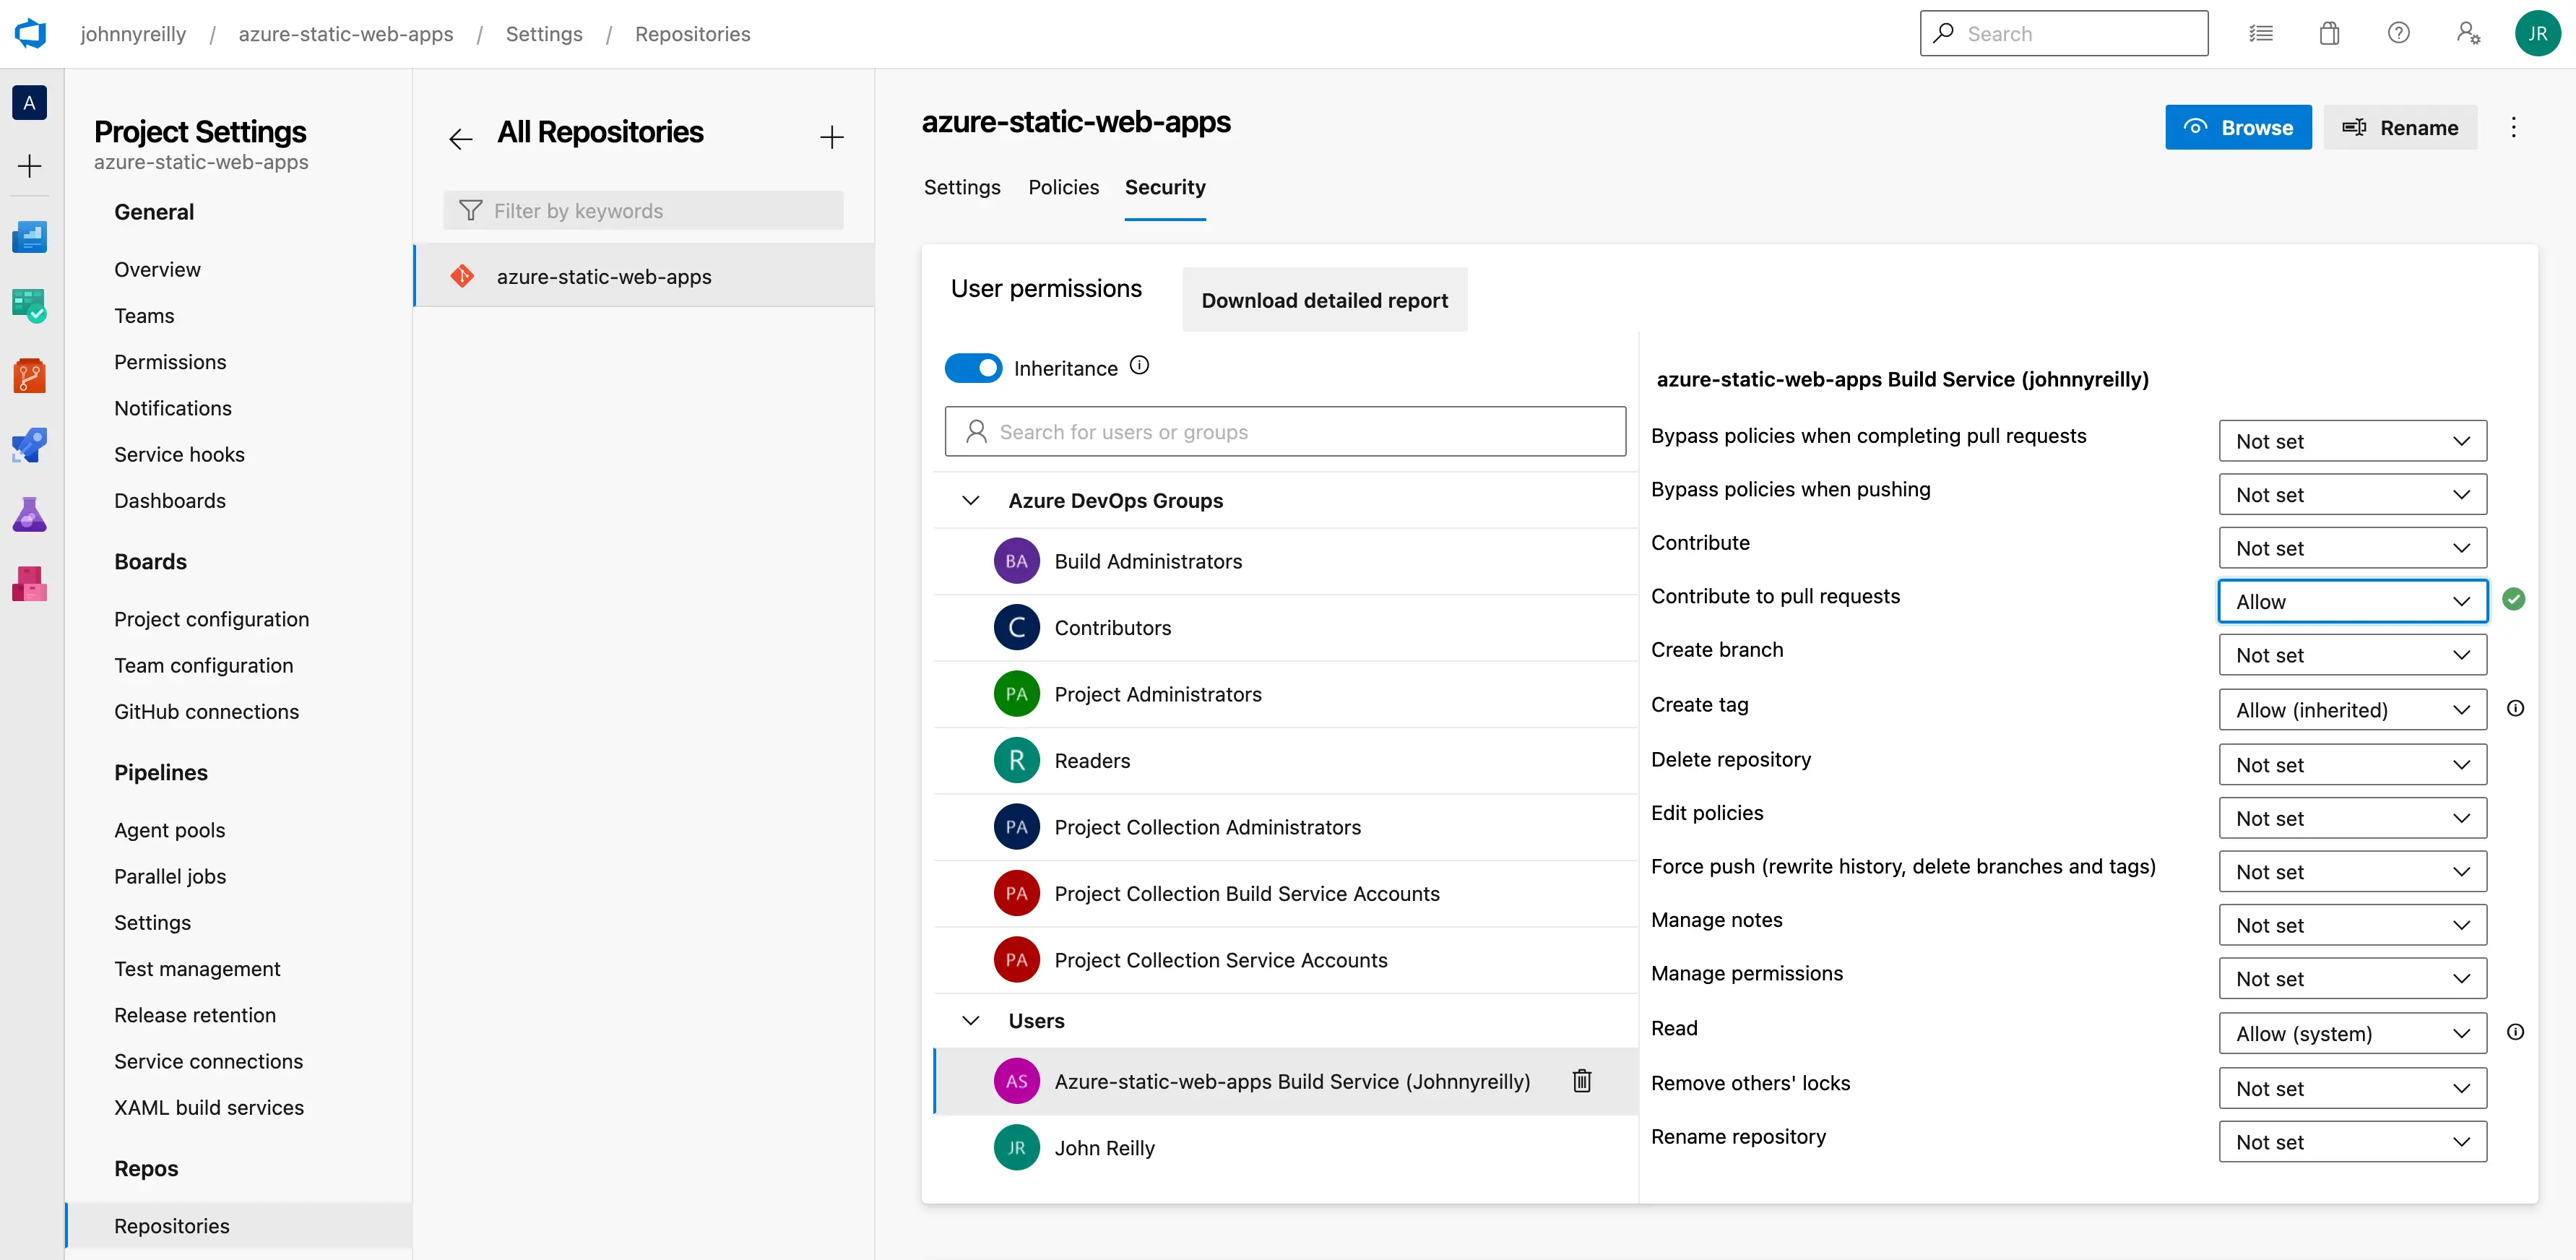 johnnyreilly / azure-static-web-apps / Settings / Repositories
Search
JR
A
Project Settings
azure-static-web-apps
General
Overview
Teams
Permissions
Notifications
Service hooks
Dashboards
Boards
Project configuration
Team configuration
GitHub connections
Pipelines
Agent pools
Parallel jobs
Settings
Test management
Release retention
Service connections
XAML build services
Repos
Repositories
All Repositories
Filter by keywords
azure-static-web-apps
azure-static-web-apps
Browse
Rename
Settings Policies Security
User permissions
Download detailed report
Inheritance
Search for users or groups
Azure DevOps Groups
BA Build Administrators
C Contributors
PA Project Administrators
R Readers
PA Project Collection Administrators
PA Project Collection Build Service Accounts
PA Project Collection Service Accounts
Users
AS Azure-static-web-apps Build Service (Johnnyreilly)
JR John Reilly
azure-static-web-apps Build Service (johnnyreilly)
Bypass policies when completing pull requests Not set
Bypass policies when pushing Not set
Contribute Not set
Contribute to pull requests Allow
Create branch Not set
Create tag Allow (inherited)
Delete repository Not set
Edit policies Not set
Force push (rewrite history, delete branches and tags) Not set
Manage notes Not set
Manage permissions Not set
Read Allow (system)
Remove others' locks Not set
Rename repository Not set